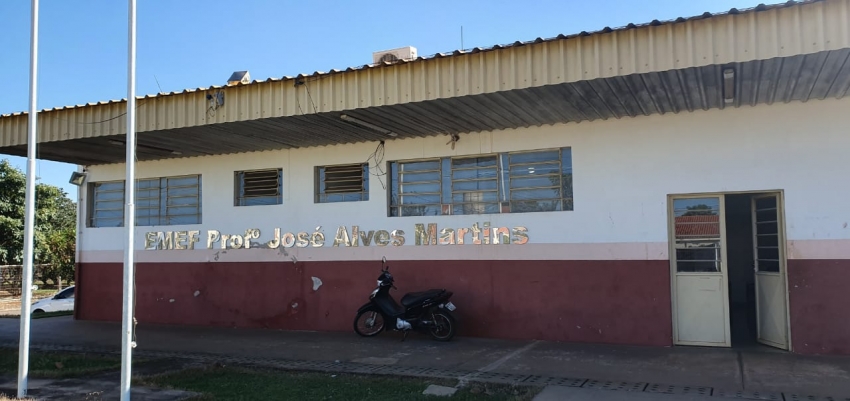 EMEF Profº José Alves Martins